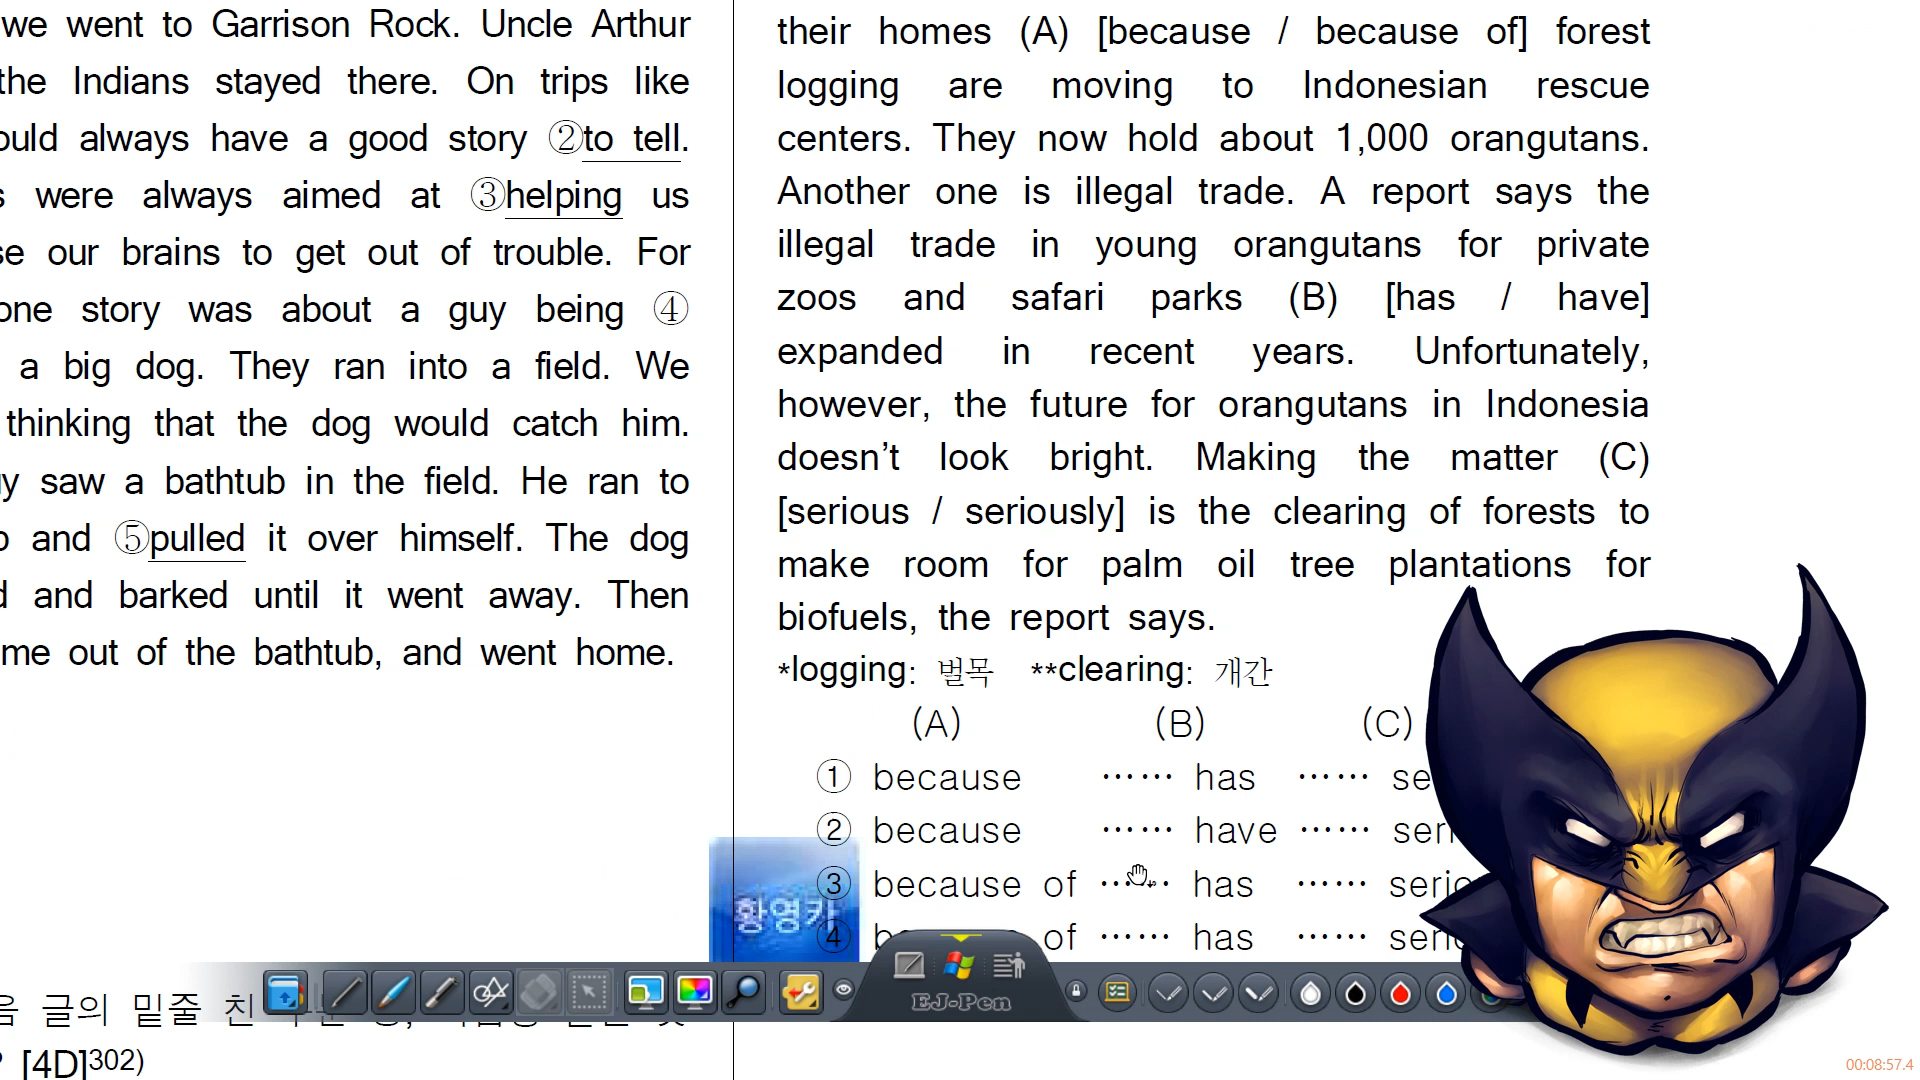 we went to Garrison Rock. Uncle Arthur
the Indians stayed there. On trips like
always have a good story ②to tell.
were always aimed at ③helping us
our brains to get out of trouble. For
one story was about a guy being ④
a big dog. They ran into a field. We
thinking that the dog would catch him.
saw a bathtub in the field. He ran to
and ⑤pulled it over himself. The dog
and barked until it went away. Then
out of the bathtub, and went home.
글의 밑줄 친
[4D]302)
their homes (A) [because / because of] forest
logging are moving to Indonesian rescue
centers. They now hold about 1,000 orangutans.
Another one is illegal trade. A report says the
illegal trade in young orangutans for private
zoos and safari parks (B) [has / have]
expanded in recent years. Unfortunately,
however, the future for orangutans in Indonesia
doesn’t look bright. Making the matter (C)
[serious / seriously] is the clearing of forests to
make room for palm oil tree plantations for
biofuels, the report says.
*logging: 벌목 **clearing: 개간
(A) (B) (C)
① because …… has ……
② because …… have ……
③ because of …… has ……
④ of …… has ……
EJ-Pen
00:08:57.4